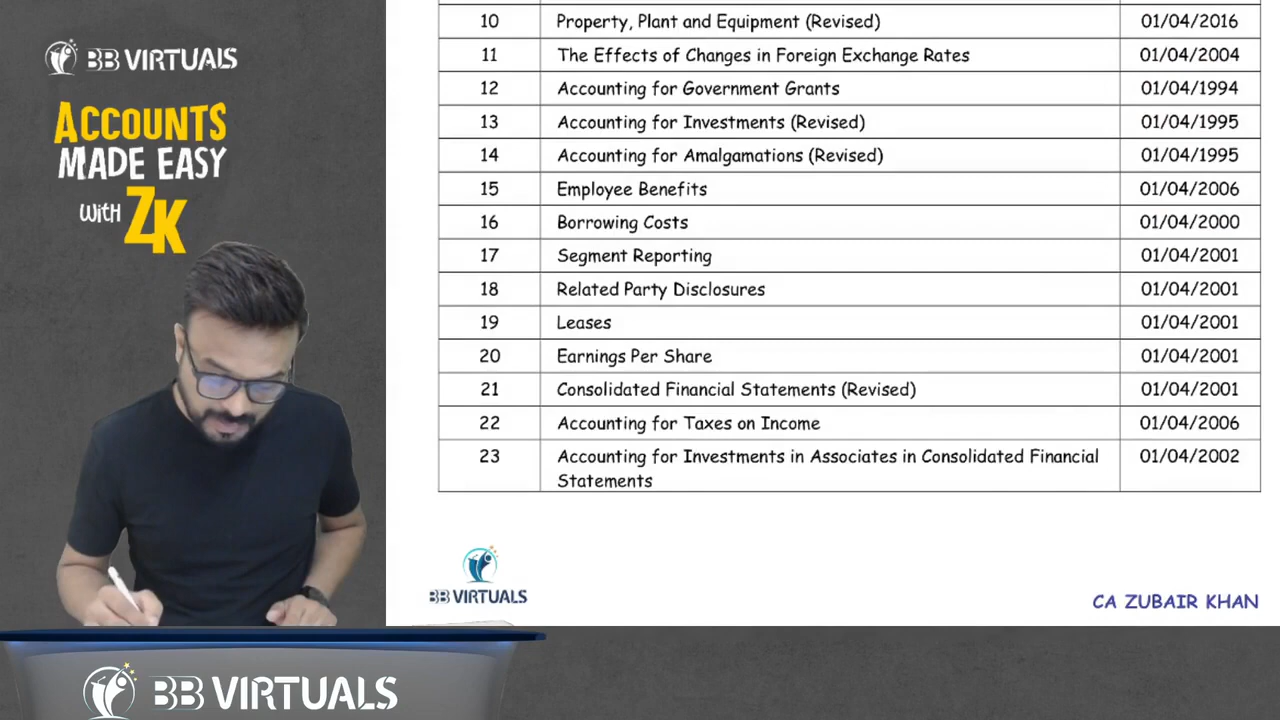 BB VIRTUALS
ACCOUNTS
MADE EASY
with ZK
10 Property, Plant and Equipment (Revised) 01/04/2016
11 The Effects of Changes in Foreign Exchange Rates 01/04/2004
12 Accounting for Government Grants 01/04/1994
13 Accounting for Investments (Revised) 01/04/1995
14 Accounting for Amalgamations (Revised) 01/04/1995
15 Employee Benefits 01/04/2006
16 Borrowing Costs 01/04/2000
17 Segment Reporting 01/04/2001
18 Related Party Disclosures 01/04/2001
19 Leases 01/04/2001
20 Earnings Per Share 01/04/2001
21 Consolidated Financial Statements (Revised) 01/04/2001
22 Accounting for Taxes on Income 01/04/2006
23 Accounting for Investments in Associates in Consolidated Financial 01/04/2002
Statements
BB VIRTUALS
CA ZUBAIR KHAN
BB VIRTUALS